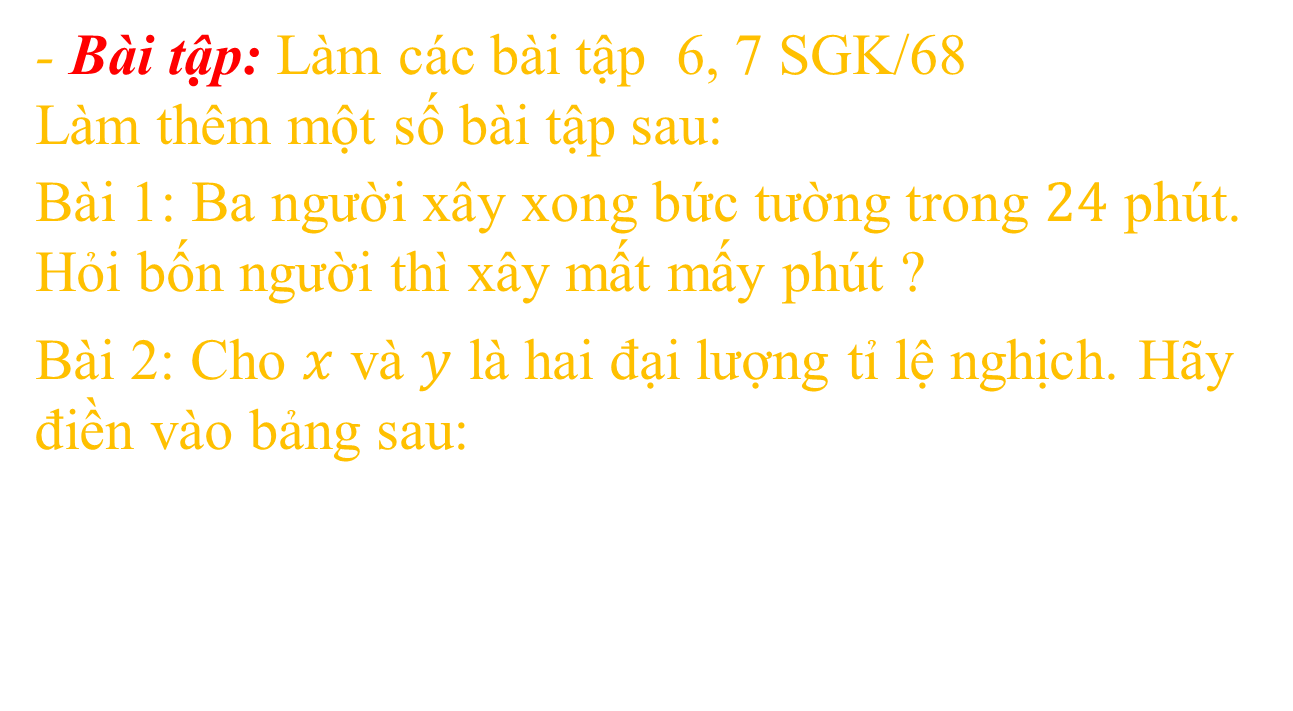 - Bài tập: Làm các bài tập 6, 7 SGK/68
Làm thêm một số bài tập sau:
Bài 1: Ba người xây xong bức tường trong 24 phút.
Hỏi bốn người thì xây mất mấy phút ?
Bài 2: Cho x và y là hai đại lượng tỉ lệ nghịch. Hãy
điền vào bảng sau: